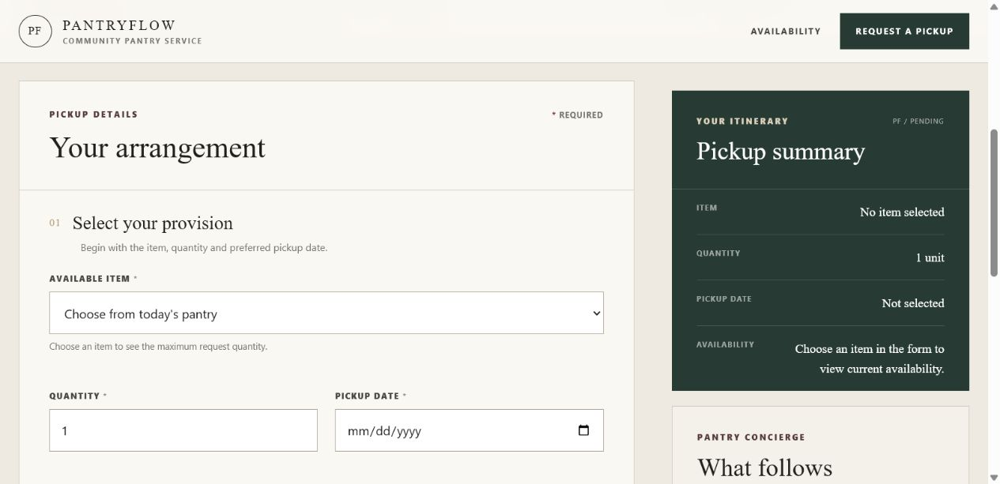 PF
PANTRYFLOW
COMMUNITY PANTRY SERVICE
AVAILABILITY
REQUEST A PICKUP
PICKUP DETAILS
* REQUIRED
Your arrangement
01 Select your provision
Begin with the item, quantity and preferred pickup date.
AVAILABLE ITEM *
Choose from today's pantry
Choose an item to see the maximum request quantity.
QUANTITY *
1
PICKUP DATE *
mm/dd/yyyy
YOUR ITINERARY
PF / PENDING
Pickup summary
ITEM
No item selected
QUANTITY
1 unit
PICKUP DATE
Not selected
AVAILABILITY
Choose an item in the form to
view current availability.
PANTRY CONCIERGE
What follows